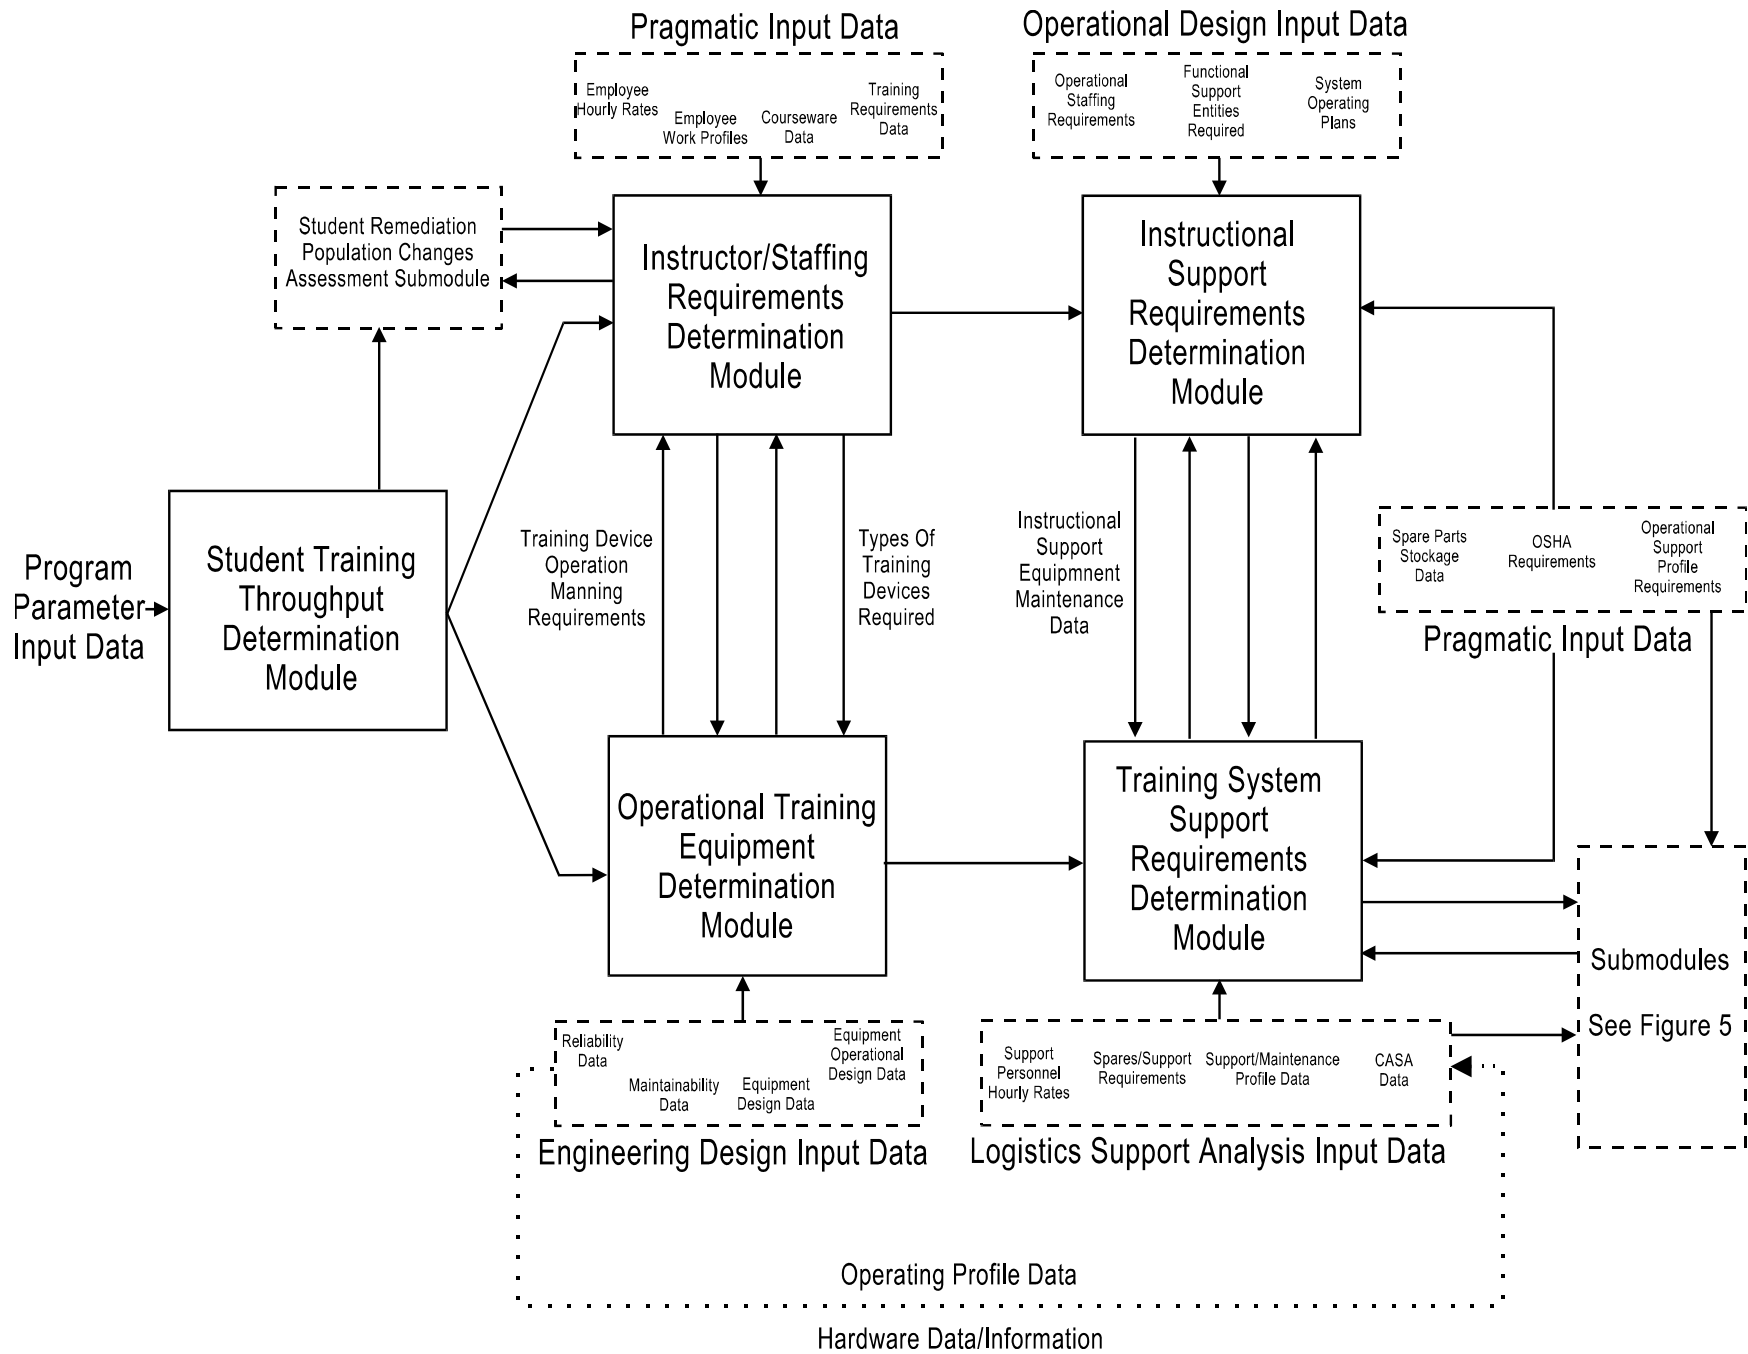 Pragmatic Input Data
Operational Design Input Data
Employee
Hourly Rates
Employee
Work Profiles
Courseware
Data
Training
Requirements
Data
Operational
Staffing
Requirements
Functional
Support
Entities
Required
System
Operating
Plans
Student Remediation
Population Changes
Assessment Submodule
Instructor/Staffing
Requirements
Determination
Module
Instructional
Support
Requirements
Determination
Module
Program
Parameter
Input Data
Student Training
Throughput
Determination
Module
Training Device
Operation
Manning
Requirements
Types Of
Training
Devices
Required
Instructional
Support
Equipmnent
Maintenance
Data
Spare Parts
Stockage
Data
OSHA
Requirements
Operational
Support
Profile
Requirements
Pragmatic Input Data
Operational Training
Equipment
Determination
Module
Training System
Support
Requirements
Determination
Module
Submodules
See Figure 5
Reliability
Data
Maintainability
Data
Equipment
Design Data
Equipment
Operational
Design Data
Support
Personnel
Hourly Rates
Spares/Support
Requirements
Support/Maintenance
Profile Data
CASA
Data
Engineering Design Input Data
Logistics Support Analysis Input Data
Operating Profile Data
Hardware Data/Information